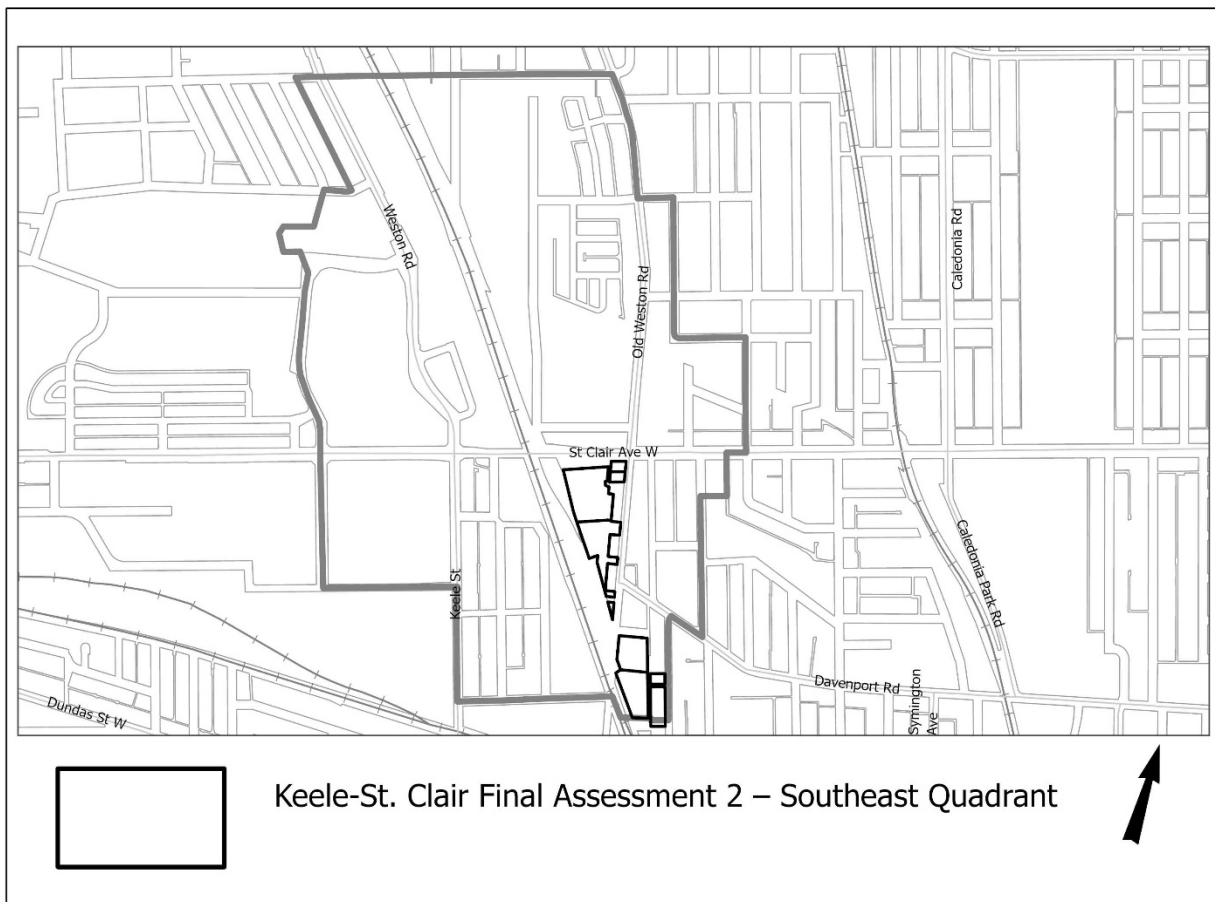 Weston Rd
Old Weston Rd
Caledonia Rd
St Clair Ave W
Keele St
Caledonia Park Rd
Davenport Rd
Symington
Ave
Dundas St W
Keele-St. Clair Final Assessment 2 – Southeast Quadrant